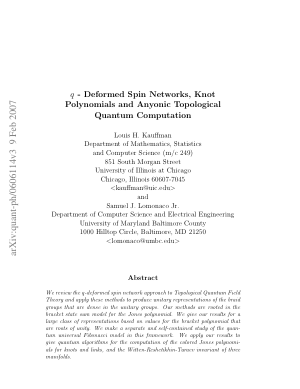 arXiv:quant-ph/0606114v3 9 Feb 2007
q - Deformed Spin Networks, Knot
Polynomials and Anyonic Topological
Quantum Computation
Louis H. Kauffman
Department of Mathematics, Statistics
and Computer Science (m/c 249)
851 South Morgan Street
University of Illinois at Chicago
Chicago, Illinois 60607-7045
<kauffman@uic.edu>
and
Samuel J. Lomonaco Jr.
Department of Computer Science and Electrical Engineering
University of Maryland Baltimore County
1000 Hilltop Circle, Baltimore, MD 21250
<lomonaco@umbc.edu>
Abstract
We review the q-deformed spin network approach to Topological Quantum Field
Theory and apply these methods to produce unitary representations of the braid
groups that are dense in the unitary groups. Our methods are rooted in the
bracket state sum model for the Jones polynomial. We give our results for a
large class of representations based on values for the bracket polynomial that
are roots of unity. We make a separate and self-contained study of the quan-
tum universal Fibonacci model in this framework. We apply our results to
give quantum algorithms for the computation of the colored Jones polynomi-
als for knots and links, and the Witten-Reshetikhin-Turaev invariant of three
manifolds.